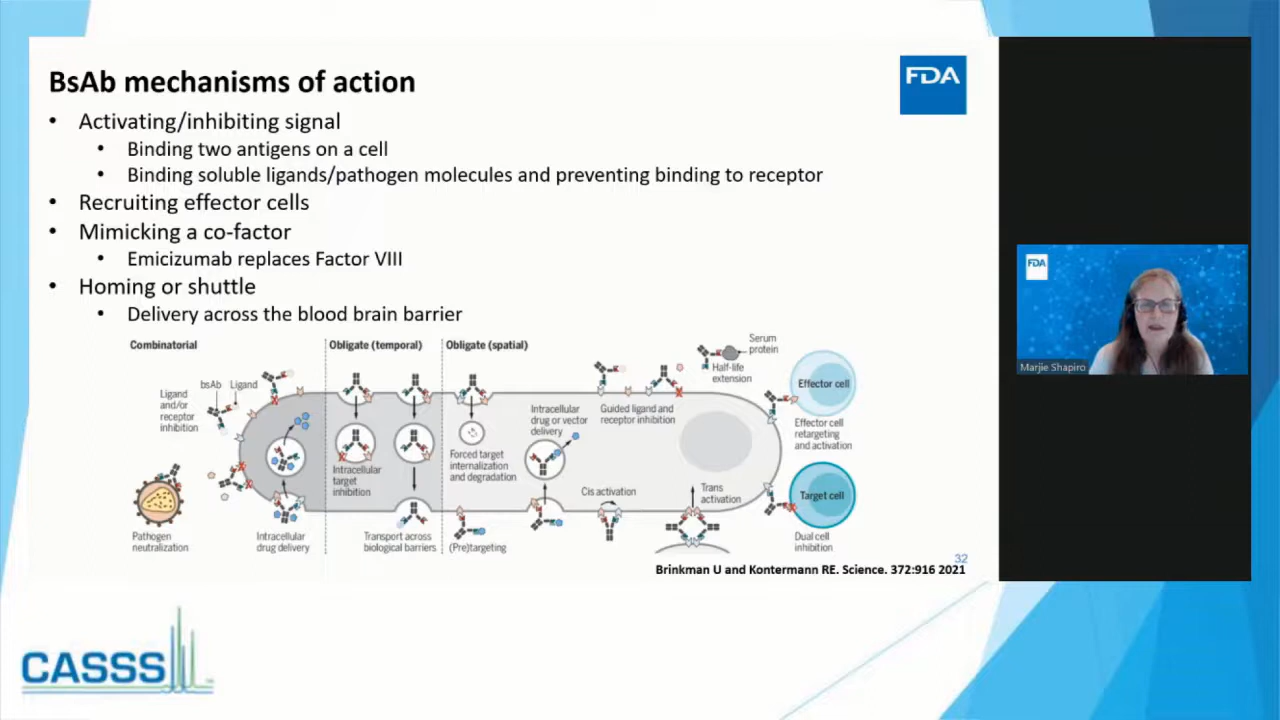 BsAb mechanisms of action
FDA
• Activating/inhibiting signal
• Binding two antigens on a cell
• Binding soluble ligands/pathogen molecules and preventing binding to receptor
• Recruiting effector cells
• Mimicking a co-factor
• Emicizumab replaces Factor VIII
• Homing or shuttle
• Delivery across the blood brain barrier
Combinatorial
Obligate (temporal)
Obligate (spatial)
Ligand
and/or
receptor
inhibition
bsAb
Ligand
Pathogen
neutralization
Intracellular
drug delivery
Intracellular
target
inhibition
Transport across
biological barriers
Forced target
internalization
and degradation
(Pre)targeting
Intracellular
drug or vector
delivery
Guided ligand and
receptor inhibition
Cis activation
Trans
activation
Serum
protein
Half-life
extension
Effector cell
Effector cell
retargeting
and activation
Target cell
Dual cell
inhibition
32
Brinkman U and Kontermann RE. Science. 372:916 2021
FDA
Marjie Shapiro
CASSS